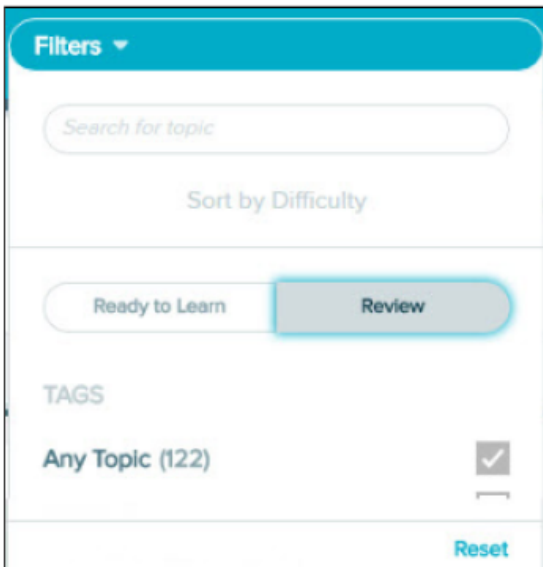 Filters
Search for topic
Sort by Difficulty
Ready to Learn Review
TAGS
Any Topic (122)
Reset